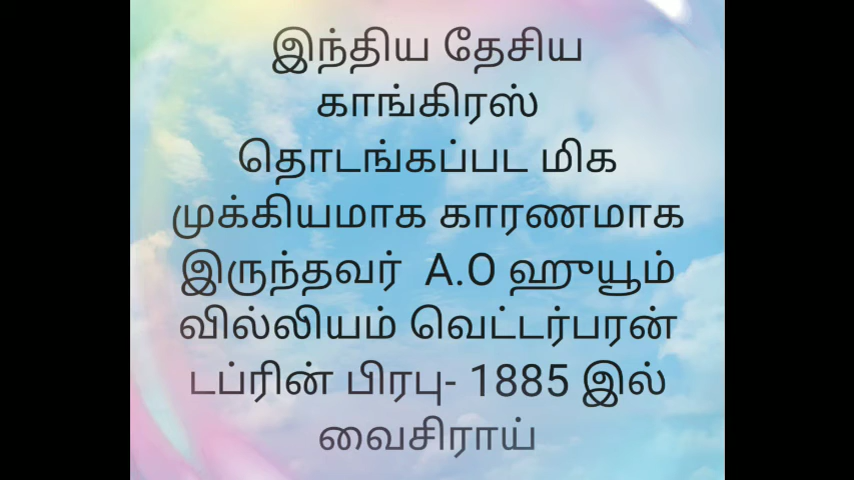 இந்திய தேசிய
காங்கிரஸ்
தொடங்கப்பட மிக
முக்கியமாக காரணமாக
இருந்தவர் A.O ஹுயூம்
வில்லியம் வெட்டர்பரன்
டப்ரின் பிரபு- 1885 இல்
வைசிராய்